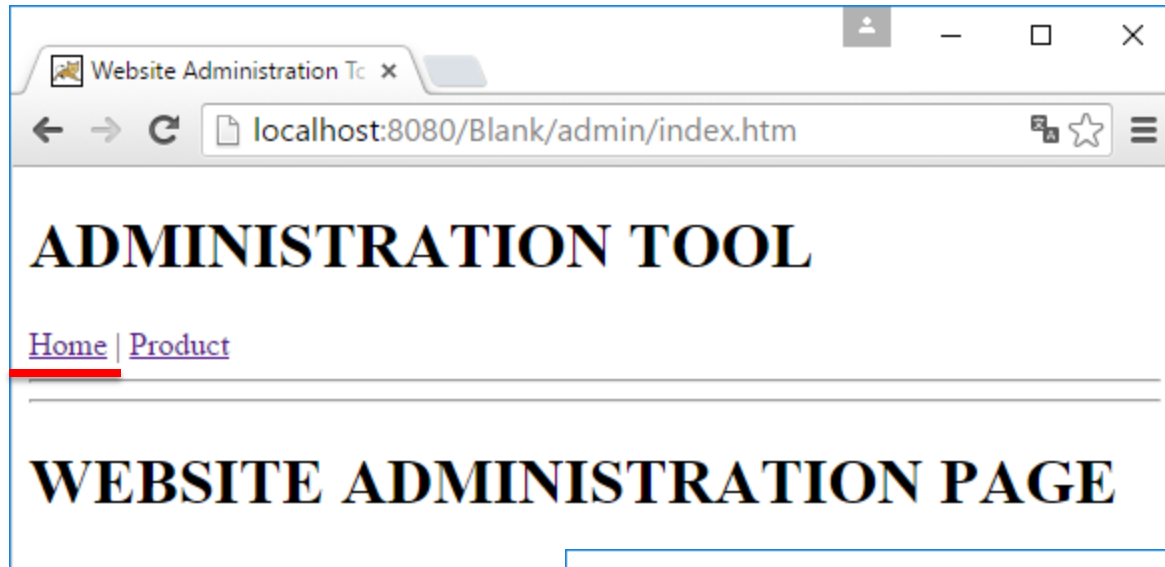 Website Administration To
localhost:8080/Blank/admin/index.htm
ADMINISTRATION TOOL
Home | Product
WEBSITE ADMINISTRATION PAGE